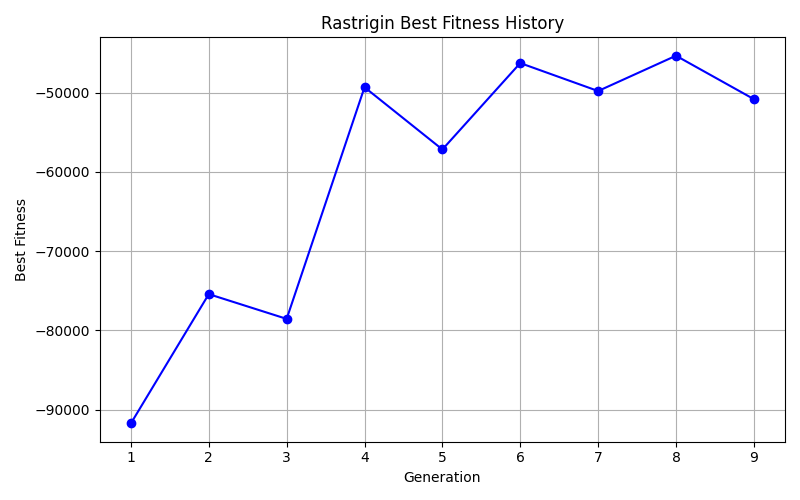 Rastrigin Best Fitness History
Best Fitness
−50000
−60000
−70000
−80000
−90000
1 2 3 4 5 6 7 8 9
Generation